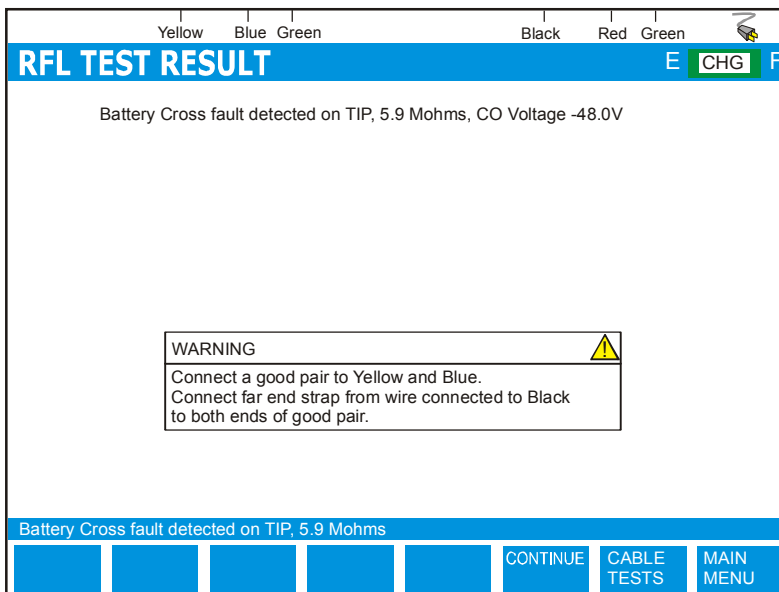 Yellow Blue Green Black Red Green
RFL TEST RESULT E CHG F
Battery Cross fault detected on TIP, 5.9 Mohms, CO Voltage -48.0V
WARNING
Connect a good pair to Yellow and Blue.
Connect far end strap from wire connected to Black
to both ends of good pair.
Battery Cross fault detected on TIP, 5.9 Mohms
CONTINUE CABLE MAIN
TESTS MENU